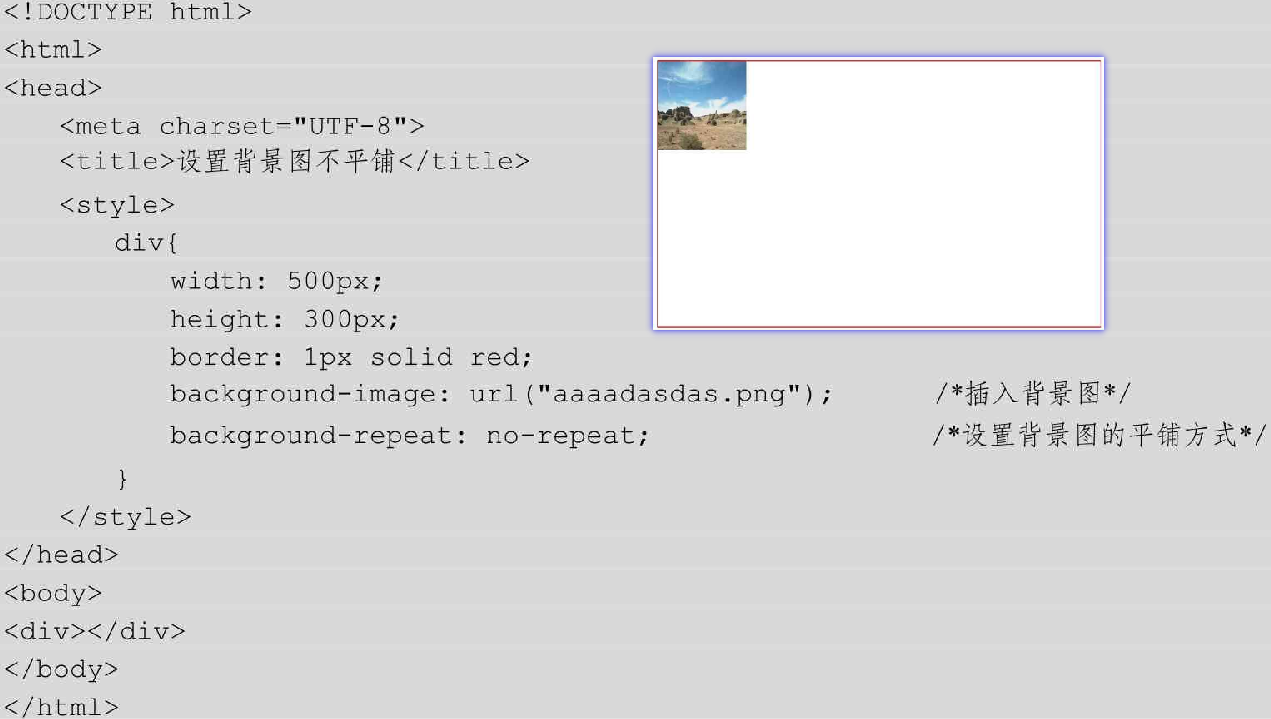 <!DOCTYPE html>
<html>
<head>
<meta charset="UTF-8">
<title>设置背景图不平铺</title>
<style>
div{
width: 500px;
height: 300px;
border: 1px solid red;
background-image: url("aaaadasdas.png"); /*插入背景图*/
background-repeat: no-repeat; /*设置背景图的平铺方式*/
}
</style>
</head>
<body>
<div></div>
</body>
</html>